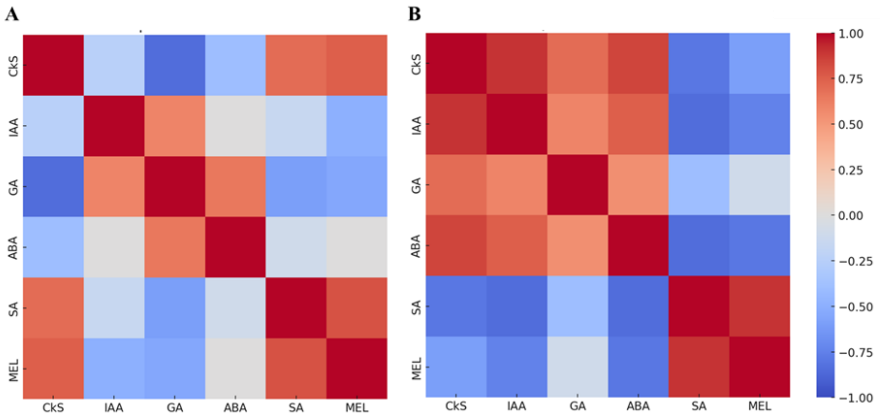 A
CkS
IAA
GA
ABA
SA
MEL
CkS IAA GA ABA SA MEL
B
CkS
IAA
GA
ABA
SA
MEL
CkS IAA GA ABA SA MEL
1.00
0.75
0.50
0.25
0.00
−0.25
−0.50
−0.75
−1.00